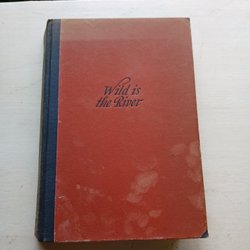 Wild is
the River